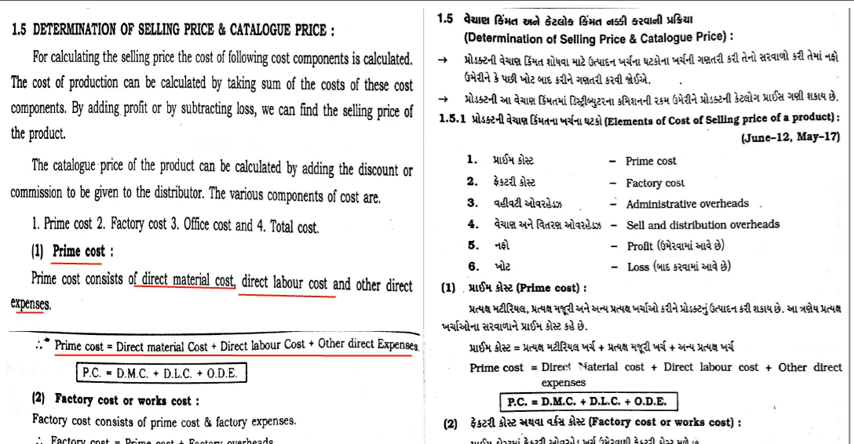 1.5 DETERMINATION OF SELLING PRICE & CATALOGUE PRICE :
For calculating the selling price the cost of following cost components is calculated.
The cost of production can be calculated by taking sum of the costs of these cost
components. By adding profit or by subtracting loss, we can find the selling price of
the product.
The catalogue price of the product can be calculated by adding the discount or
commission to be given to the distributor. The various components of cost are.
1. Prime cost 2. Factory cost 3. Office cost and 4. Total cost.
(1) Prime cost :
Prime cost consists of direct material cost, direct labour cost and other direct
expenses.
∴ * Prime cost = Direct material Cost + Direct labour Cost + Other direct Expenses.
P.C. = D.M.C. + D.L.C. + O.D.E.
(2) Factory cost or works cost :
Factory cost consists of prime cost & factory expenses.
∴ Factory cost = Prime cost + Factory overheads
1.5 વેચાણ કિંમત અને કેટલોક કિંમત નક્કી કરવાની પ્રક્રિયા
(Determination of Selling Price & Catalogue Price) :
→ પ્રોડક્ટની વેચાણ કિંમત શોધવા માટે ઉત્પાદન ખર્ચના ઘટકોના ખર્ચની ગણતરી કરી તેનો સરવાળો કરી તેમાં નફો
ઉમેરીને કે પછી ખોટ બાદ કરીને ગણતરી કરવી જોઈએ.
→ પ્રોડક્ટની આ વેચાણ કિંમતમાં ડિસ્ટ્રીબ્યુટરના કમિશનની રકમ ઉમેરીને પ્રોડક્ટની કેટલોગ પ્રાઈસ ગણી શકાય છે.
1.5.1 પ્રોડક્ટની વેચાણ કિંમતના ખર્ચના ઘટકો (Elements of Cost of Selling price of a product) :
(June-12, May-17)
1. પ્રાઈમ કોસ્ટ – Prime cost
2. ફેક્ટરી કોસ્ટ – Factory cost
3. વહીવટી ઓવરહેડઝ – Administrative overheads
4. વેચાણ અને વિતરણ ઓવરહેડઝ – Sell and distribution overheads
5. નફો – Profit (ઉમેરવામાં આવે છે)
6. ખોટ – Loss (બાદ કરવામાં આવે છે)
(1) પ્રાઈમ કોસ્ટ (Prime cost) :
પ્રત્યક્ષ મટીરિયલ, પ્રત્યક્ષ મજૂરી અને અન્ય પ્રત્યક્ષ ખર્ચાઓ કરીને પ્રોડક્ટનું ઉત્પાદન કરી શકાય છે. આ ત્રણેય પ્રત્યક્ષ
ખર્ચાઓના સરવાળાને પ્રાઈમ કોસ્ટ કહે છે.
પ્રાઈમ કોસ્ટ = પ્રત્યક્ષ મટીરિયલ ખર્ચ + પ્રત્યક્ષ મજૂરી ખર્ચ + અન્ય પ્રત્યક્ષ ખર્ચ
Prime cost = Direct Material cost + Direct labour cost + Other direct
expenses
P.C. = D.M.C. + D.L.C. + O.D.E.
(2) ફેક્ટરી કોસ્ટ અથવા વર્કસ કોસ્ટ (Factory cost or works cost) :